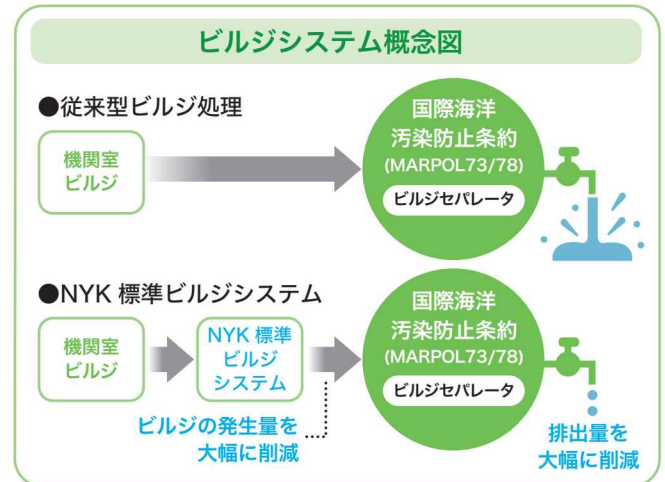 ビルジシステム概念図
●従来型ビルジ処理
機関室
ビルジ
国際海洋
汚染防止条約
(MARPOL73/78)
ビルジセパレータ
●NYK 標準ビルジシステム
機関室
ビルジ
NYK 標準
ビルジ
システム
ビルジの発生量を
大幅に削減
国際海洋
汚染防止条約
(MARPOL73/78)
ビルジセパレータ
排出量を
大幅に削減